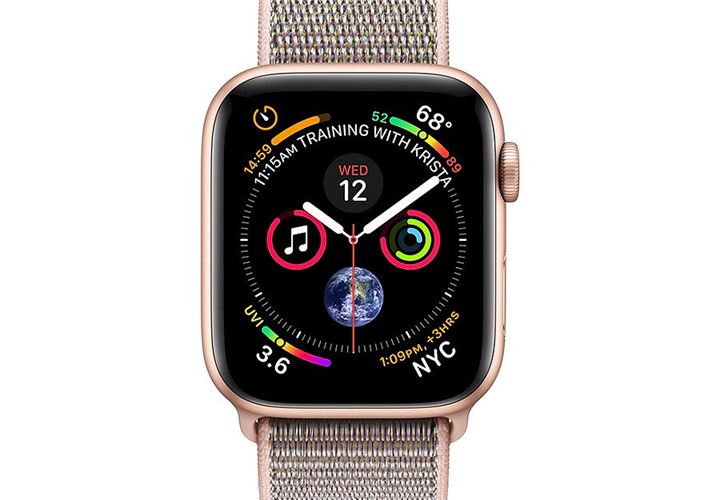 14:59
52
68°
89
11:15AM TRAINING WITH KRISTA
WED
12
UVI
3.6
1:09PM, +3HRS
NYC